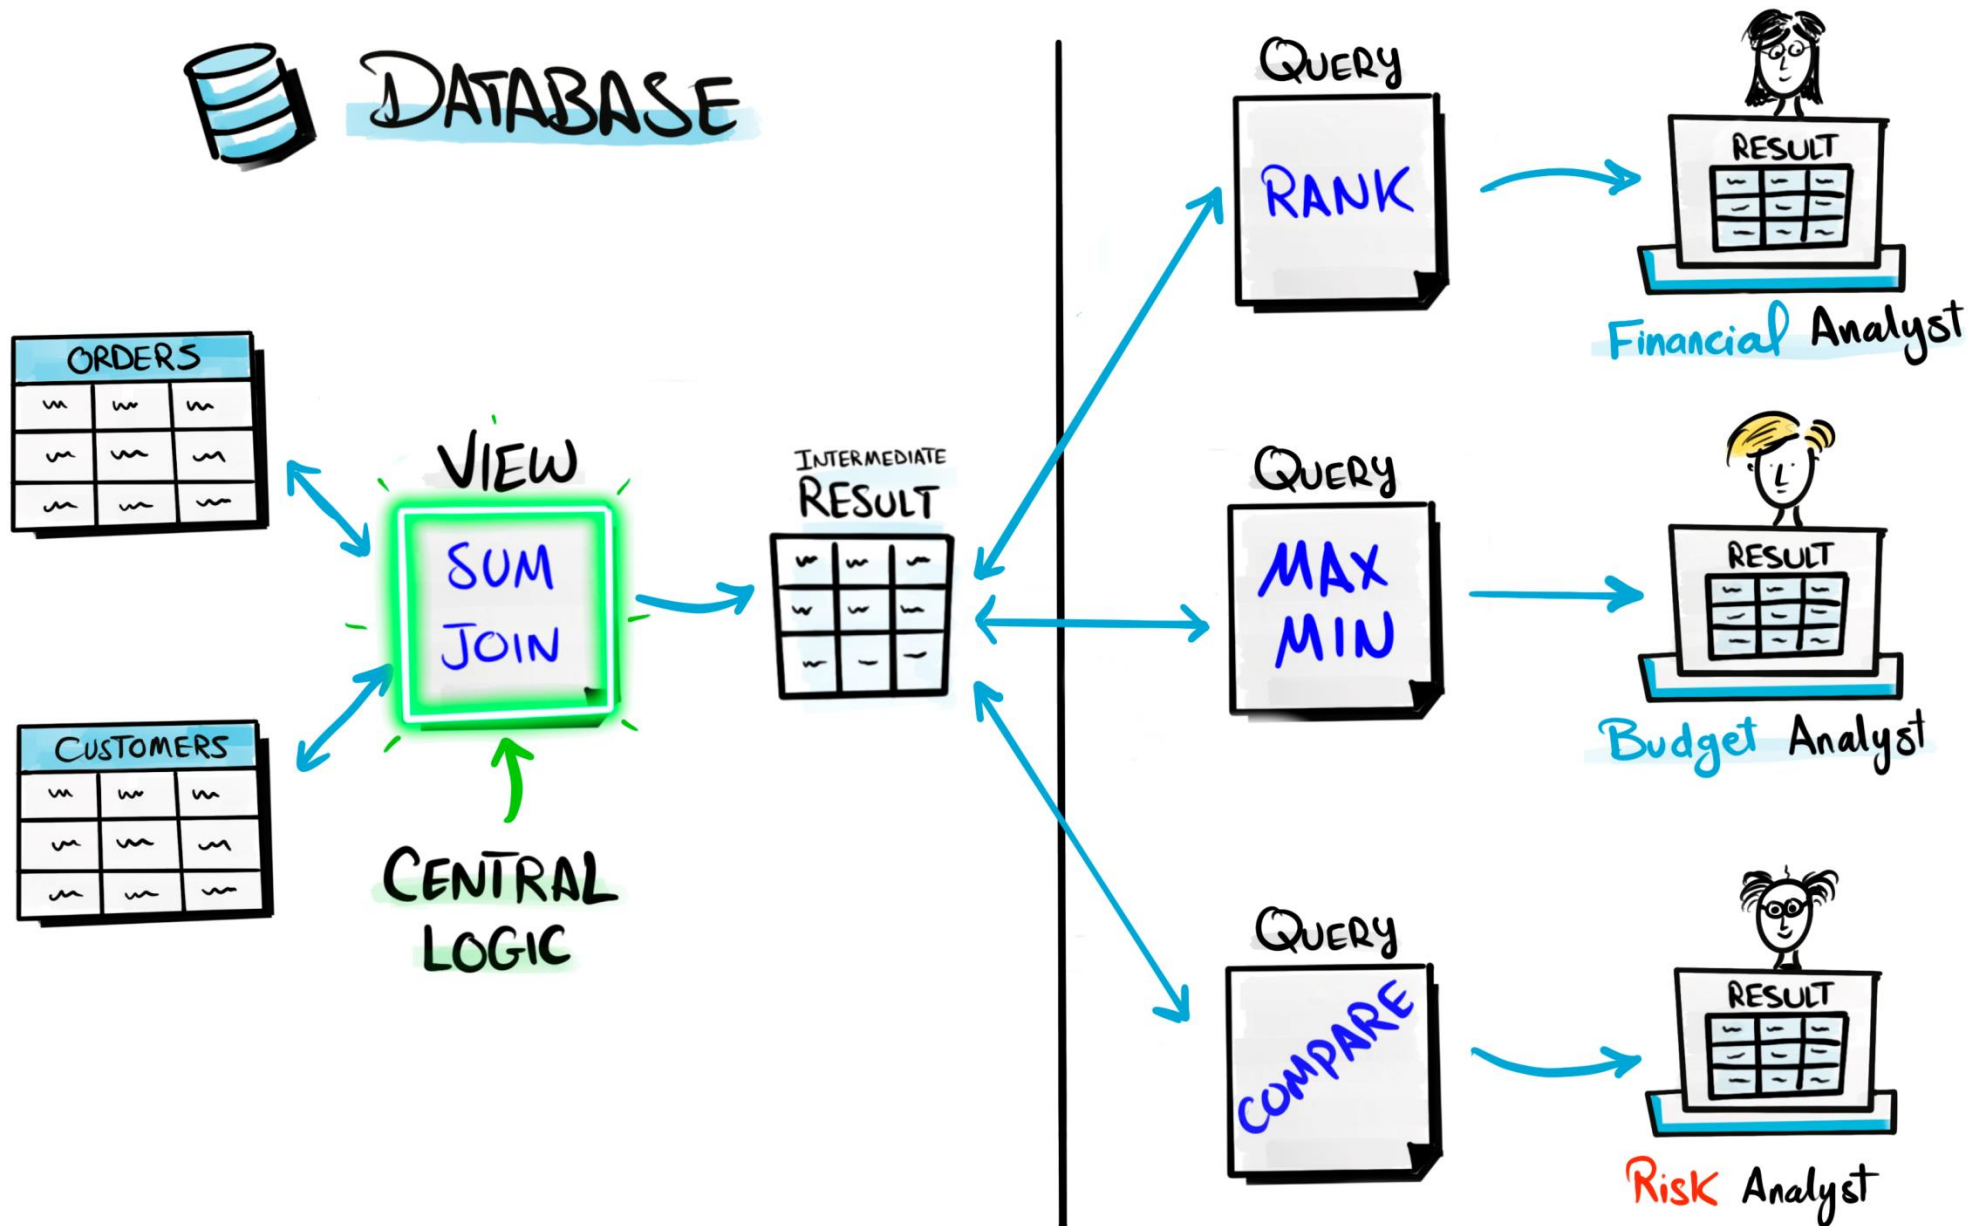 DATABASE
ORDERS
CUSTOMERS
VIEW
SUM
JOIN
CENTRAL
LOGIC
INTERMEDIATE
RESULT
QUERY
RANK
RESULT
Financial Analyst
QUERY
MAX
MIN
RESULT
Budget Analyst
QUERY
COMPARE
RESULT
Risk Analyst